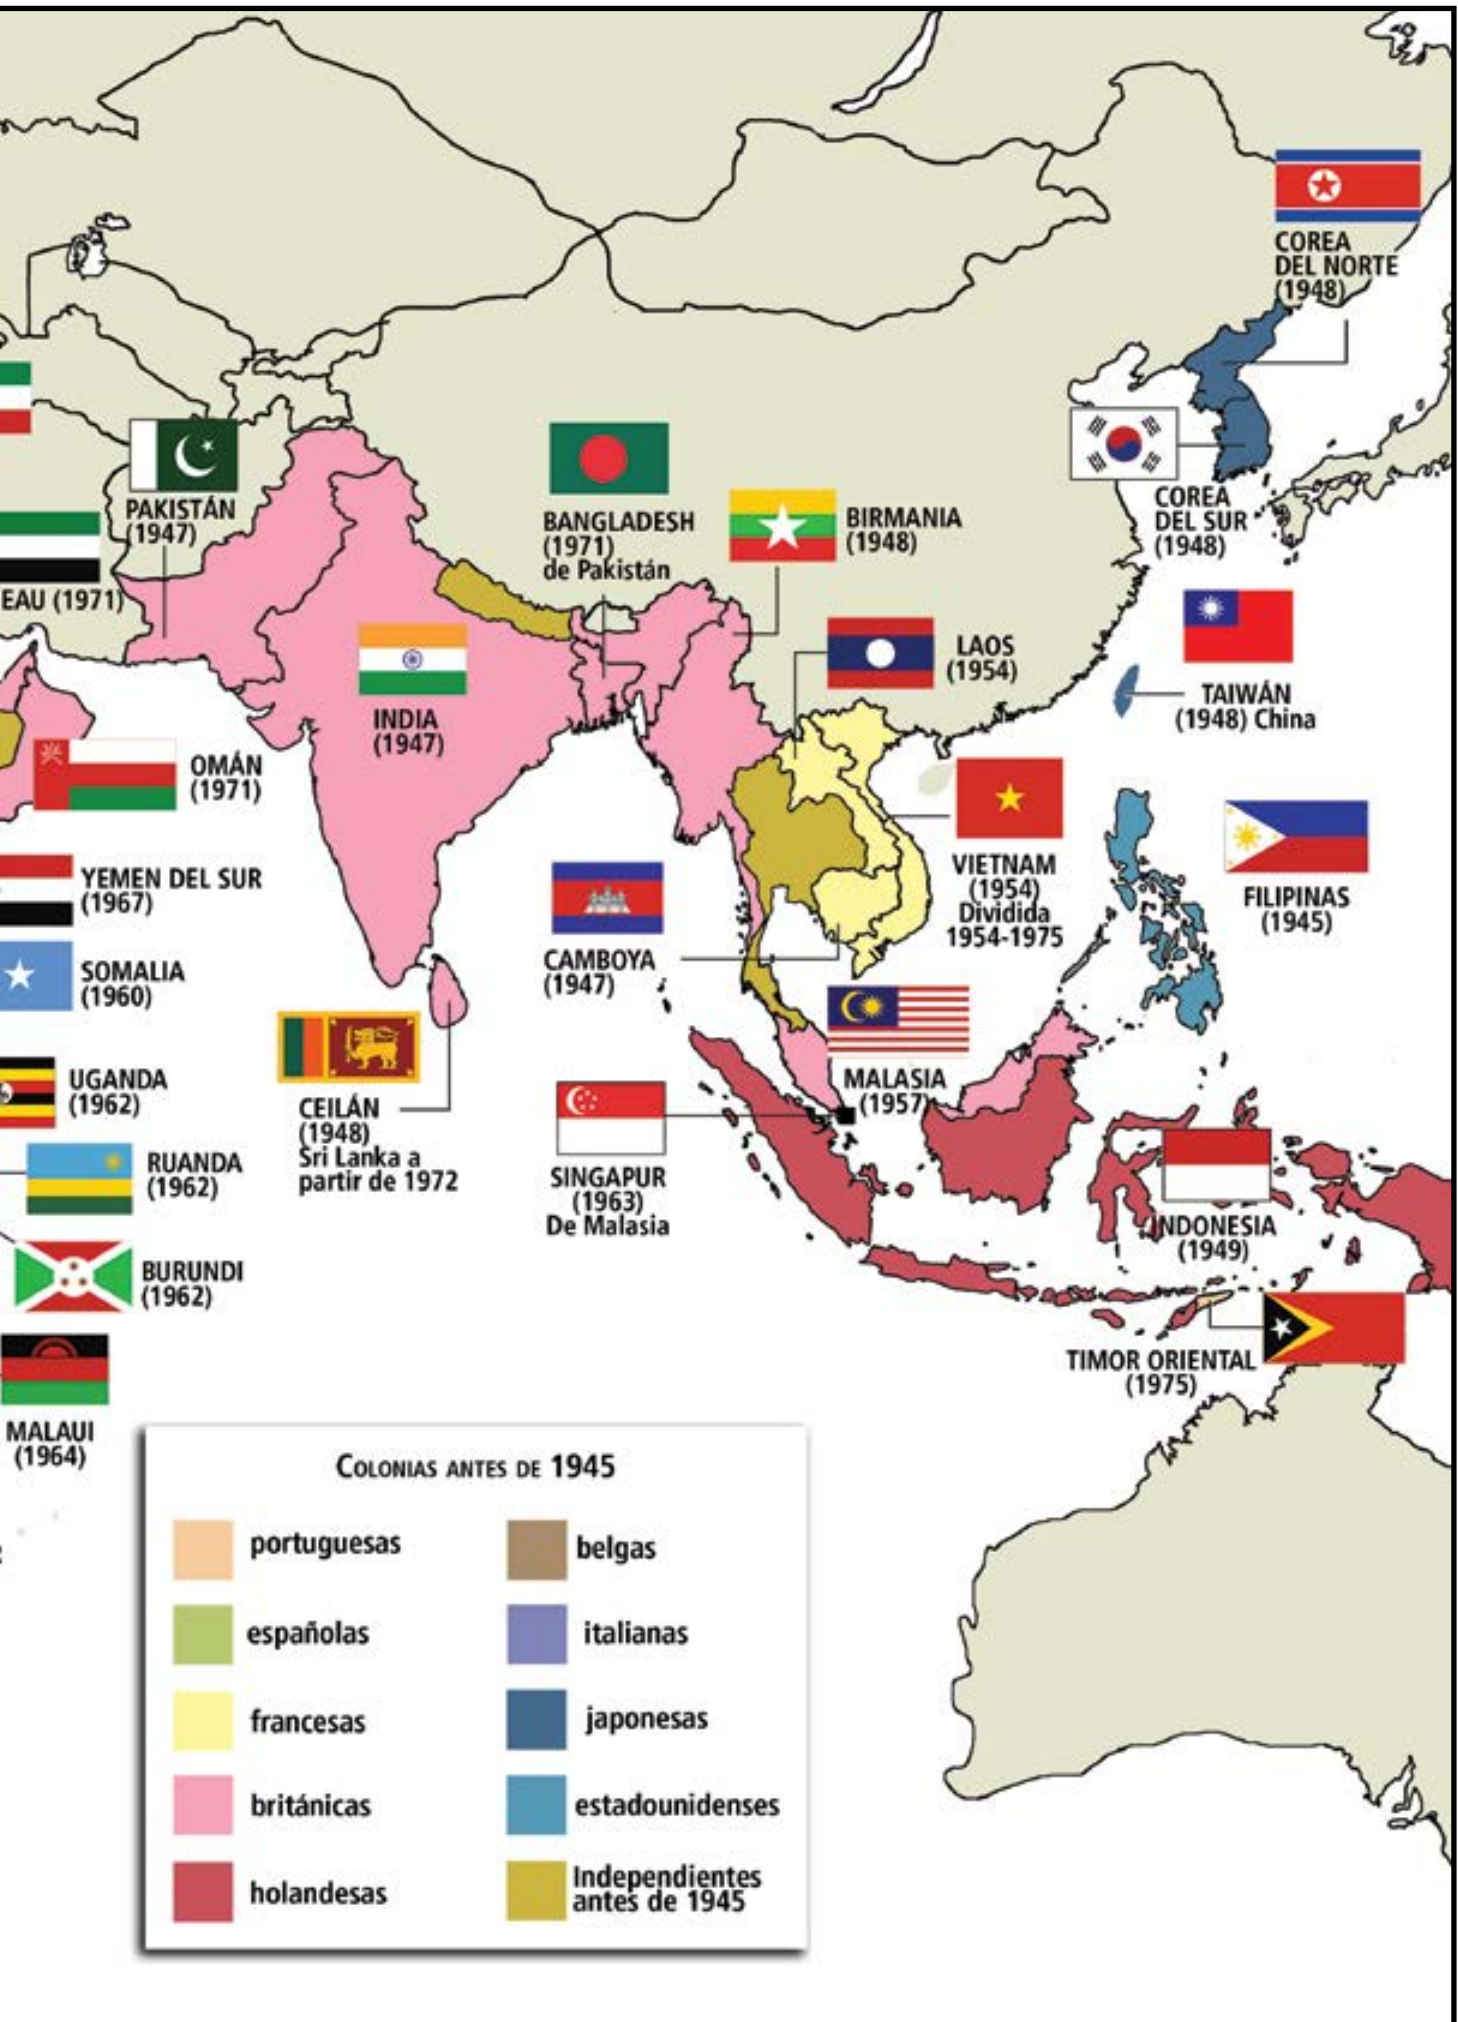 COREA
DEL NORTE
(1948)
PAKISTÁN
(1947)
BANGLADESH
(1971)
de Pakistán
BIRMANIA
(1948)
COREA
DEL SUR
(1948)
EAU (1971)
LAOS
(1954)
TAIWÁN
(1948) China
INDIA
(1947)
OMÁN
(1971)
VIETNAM
(1954)
Dividida
1954-1975
FILIPINAS
(1945)
YEMEN DEL SUR
(1967)
CAMBOYA
(1947)
SOMALIA
(1960)
UGANDA
(1962)
CEILÁN
(1948)
Sri Lanka a
partir de 1972
MALASIA
(1957)
RUANDA
(1962)
SINGAPUR
(1963)
De Malasia
INDONESIA
(1949)
BURUNDI
(1962)
TIMOR ORIENTAL
(1975)
MALAUI
(1964)
COLONIAS ANTES DE 1945
portuguesas
españolas
francesas
británicas
holandesas
belgas
italianas
japonesas
estadounidenses
Independientes
antes de 1945